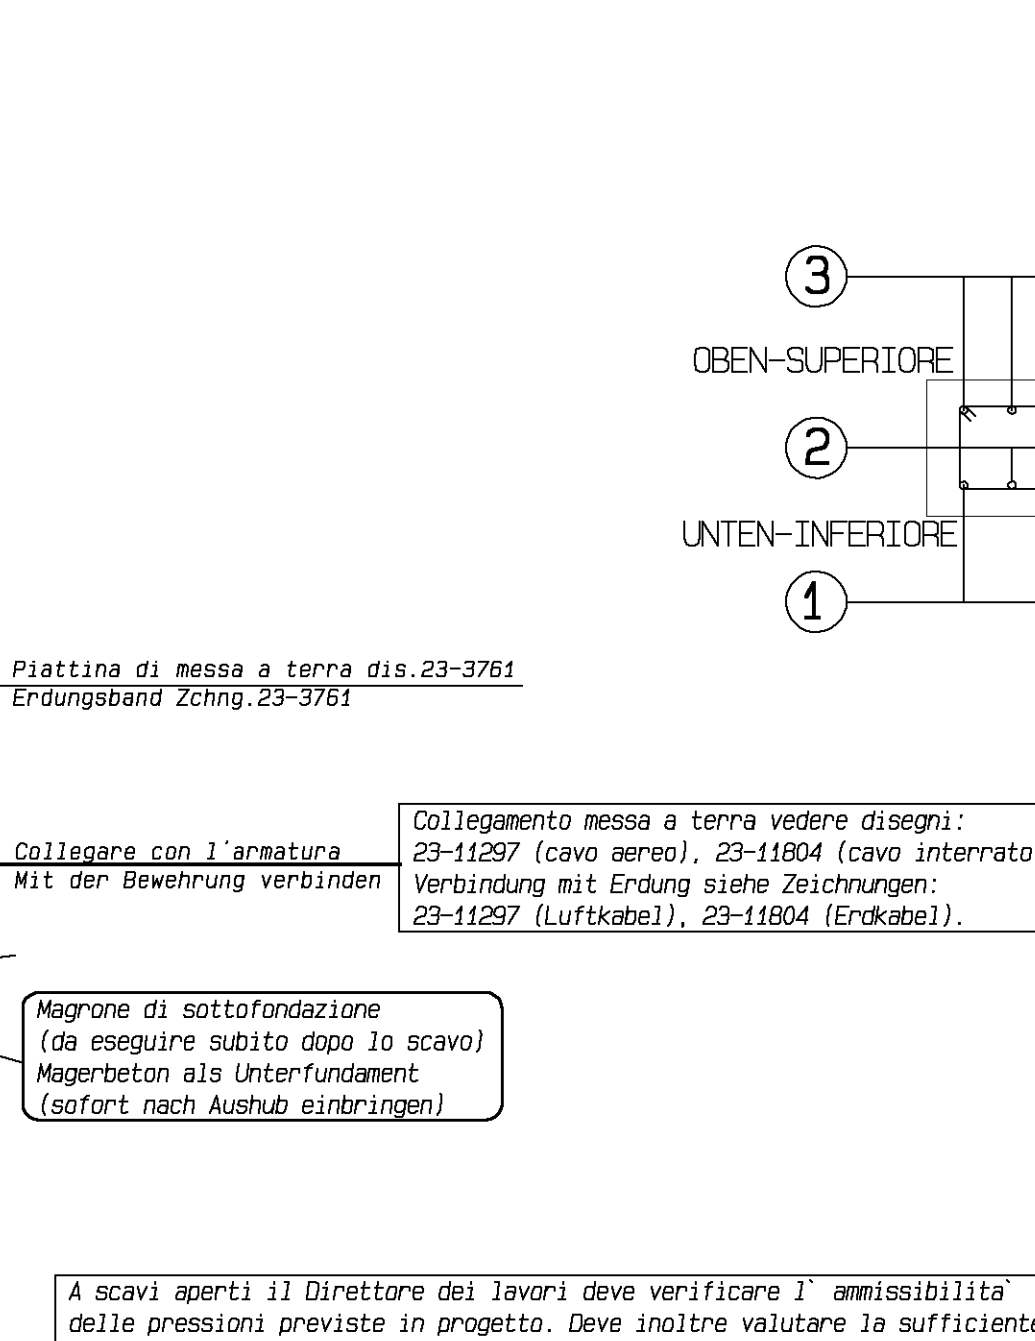 3
OBEN-SUPERIORE
2
UNTEN-INFERIORE
1
Piattina di messa a terra dis.23-3761
Erdungsband Zchng.23-3761
Collegare con l'armatura
Mit der Bewehrung verbinden
Collegamento messa a terra vedere disegni:
23-11297 (cavo aereo), 23-11804 (cavo interrato
Verbindung mit Erdung siehe Zeichnungen:
23-11297 (Luftkabel), 23-11804 (Erdkabel).
Magrone di sottofondazione
(da eseguire subito dopo lo scavo)
Magerbeton als Unterfundament
(sofort nach Aushub einbringen)
A scavi aperti il Direttore dei lavori deve verificare l` ammissibilita`
delle pressioni previste in progetto. Deve inoltre valutare la sufficient